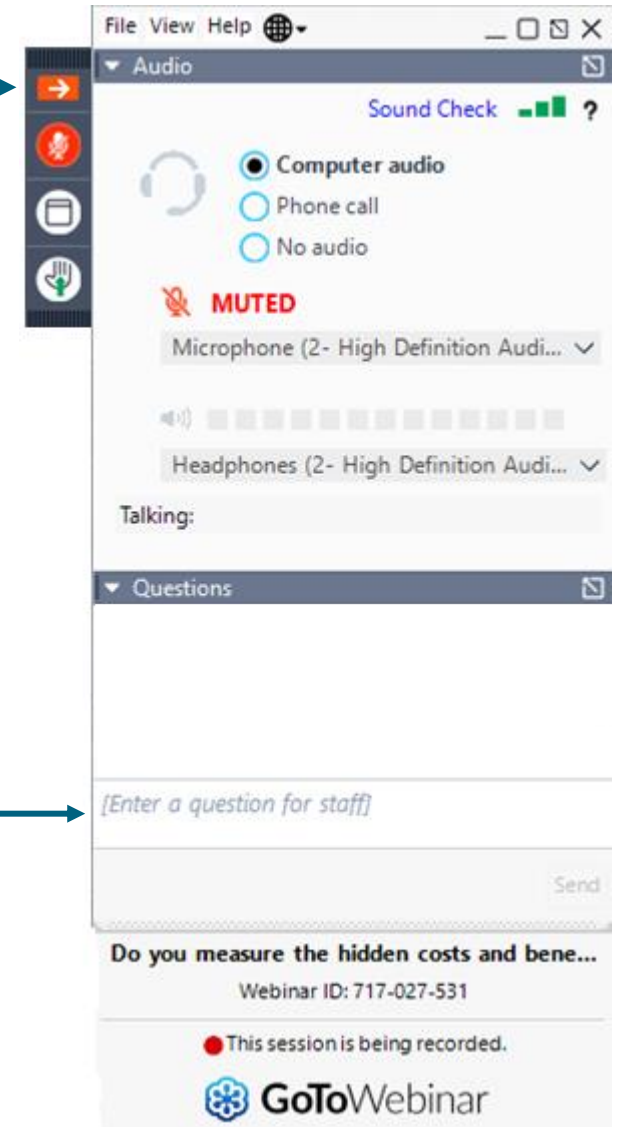 File View Help
Audio
Sound Check ?
Computer audio
Phone call
No audio
MUTED
Microphone (2- High Definition Audi...
Headphones (2- High Definition Audi...
Talking:
Questions
[Enter a question for staff]
Send
Do you measure the hidden costs and bene...
Webinar ID: 717-027-531
This session is being recorded.
GoToWebinar